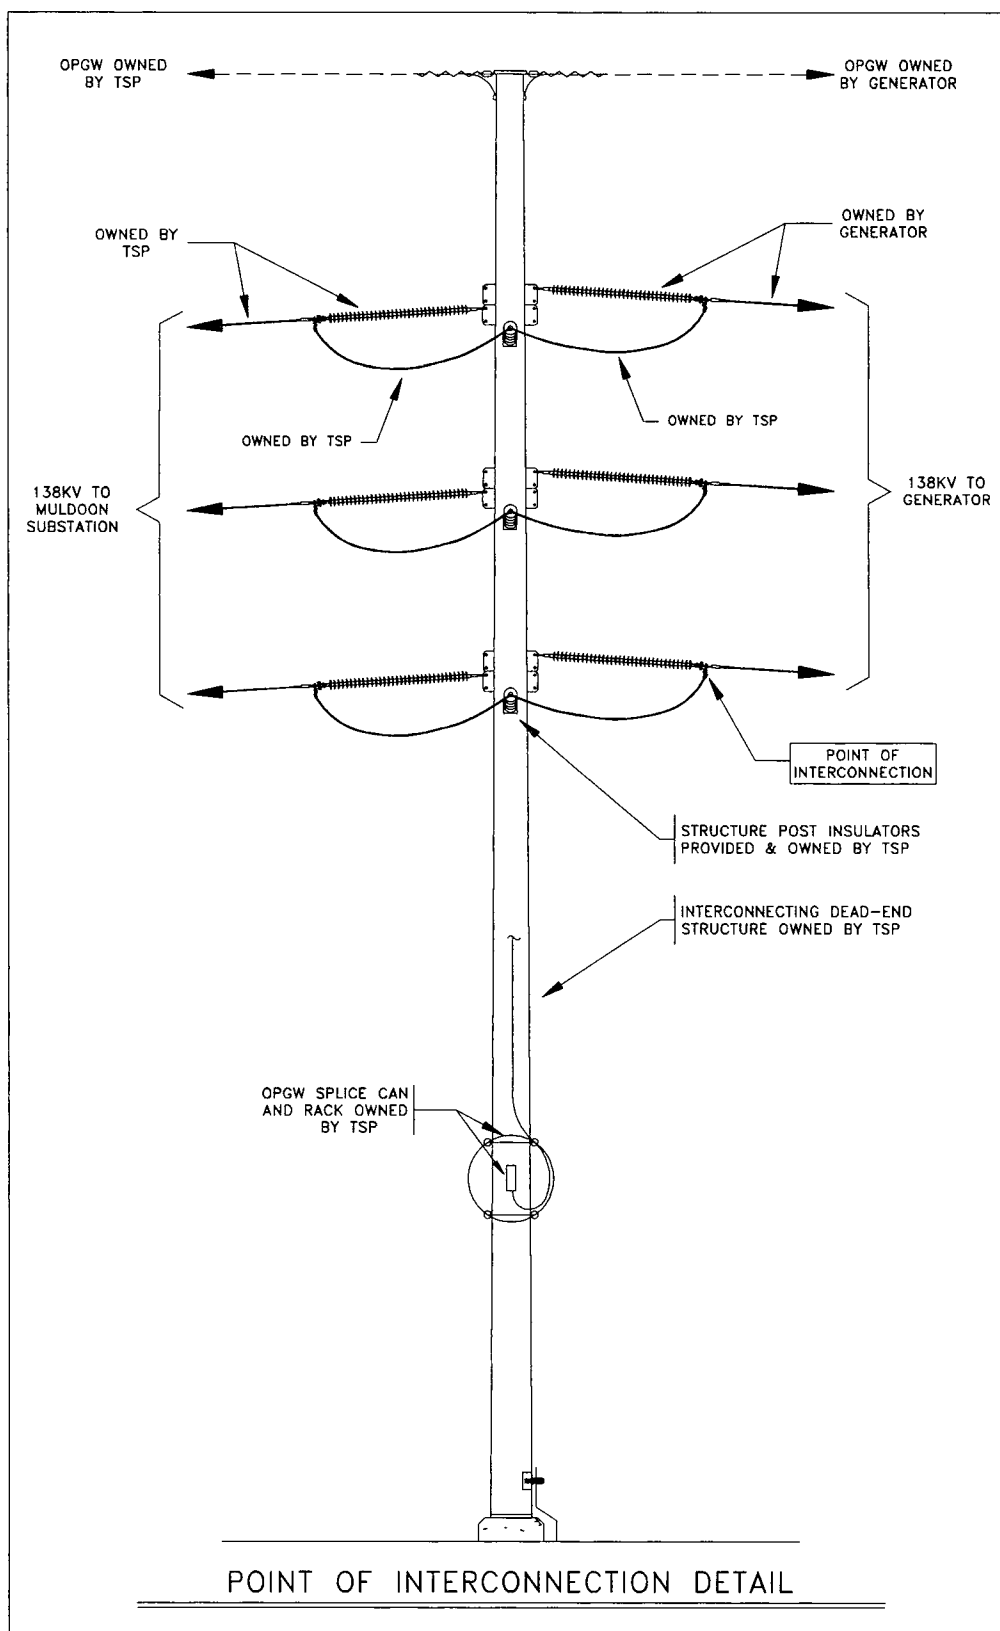 OPGW OWNED
BY TSP
OPGW OWNED
BY GENERATOR
OWNED BY
TSP
OWNED BY
GENERATOR
OWNED BY TSP
OWNED BY TSP
138KV TO
MULDOON
SUBSTATION
138KV TO
GENERATOR
POINT OF
INTERCONNECTION
STRUCTURE POST INSULATORS
PROVIDED & OWNED BY TSP
INTERCONNECTING DEAD-END
STRUCTURE OWNED BY TSP
OPGW SPLICE CAN
AND RACK OWNED
BY TSP
POINT OF INTERCONNECTION DETAIL